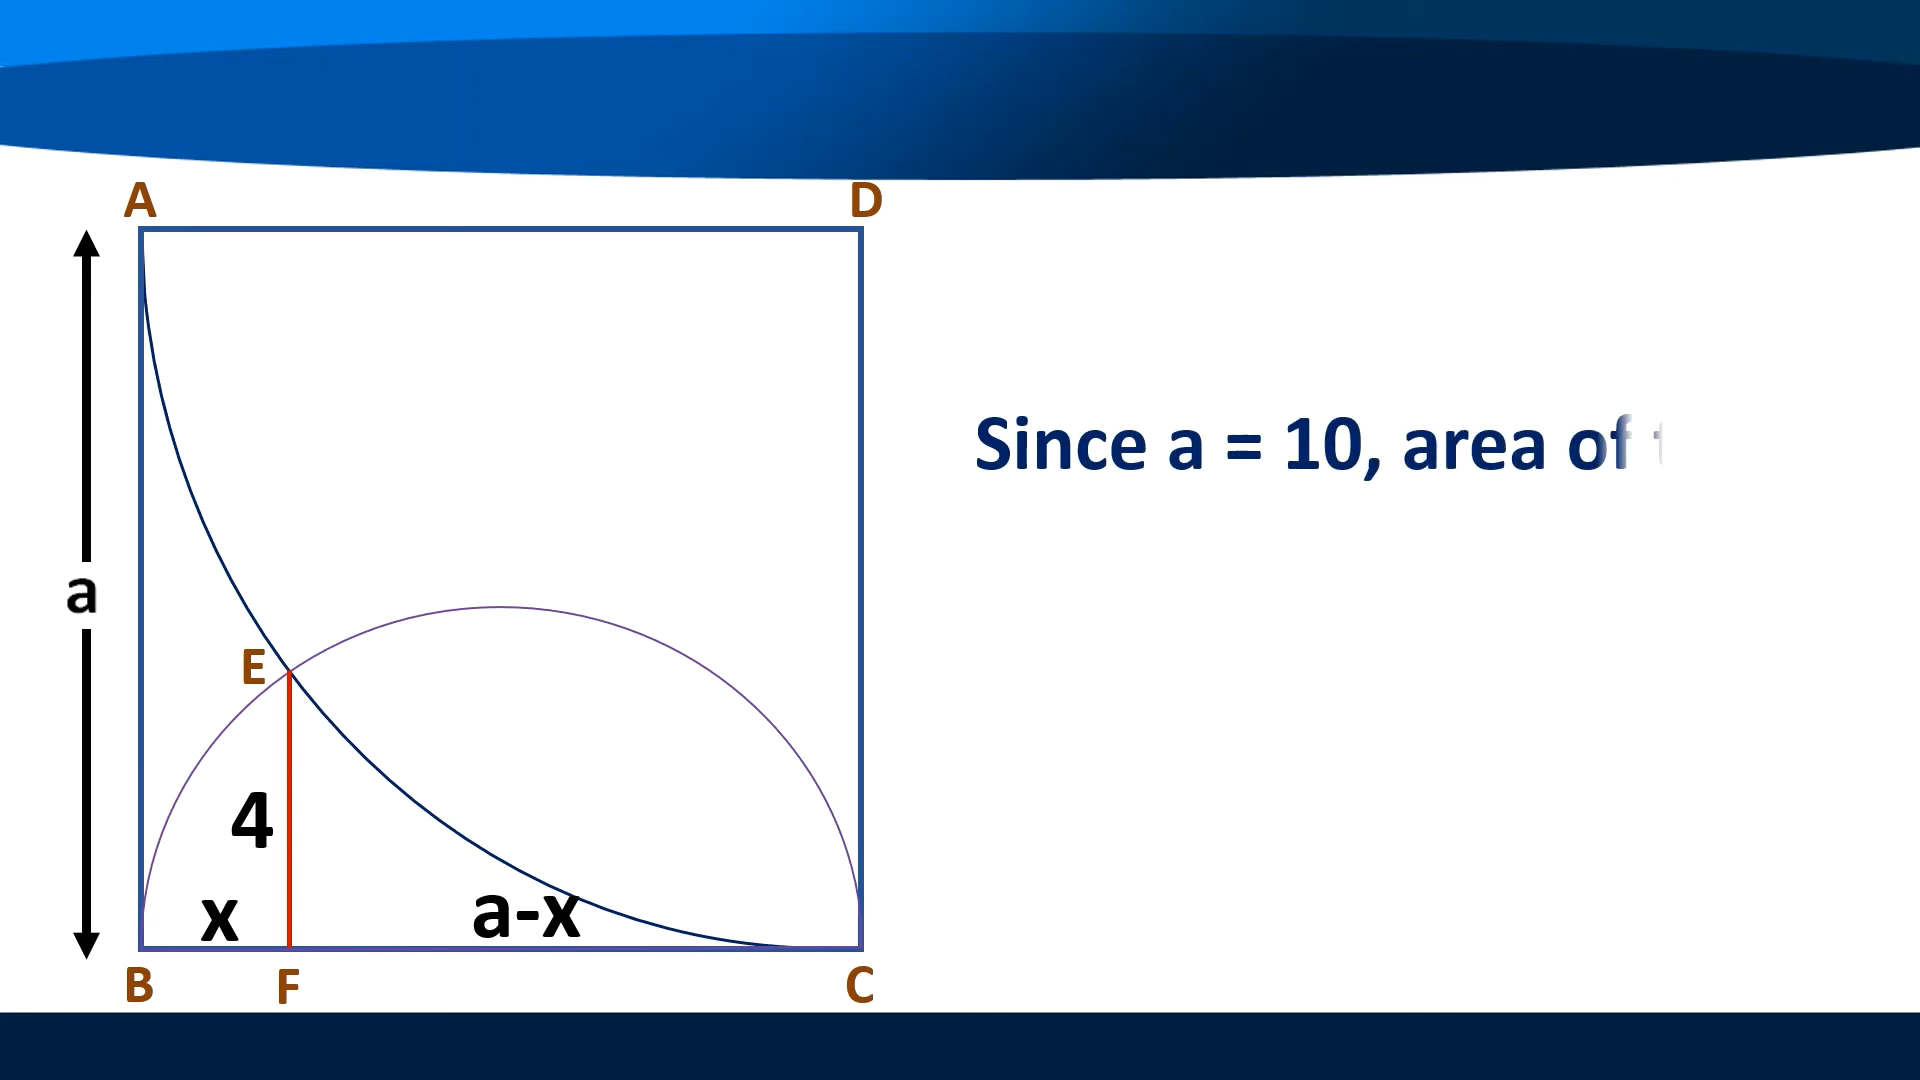 A D
a
E
4
x a-x
B F C
Since a = 10, area of